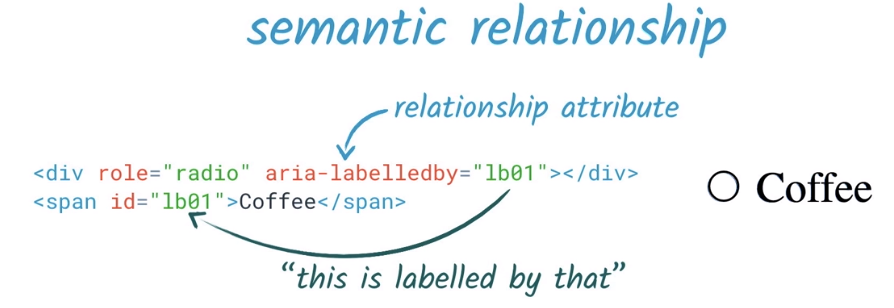 semantic relationship
relationship attribute
<div role="radio" aria-labelledby="lb01"></div>
<span id="lb01">Coffee</span>
Coffee
“this is labelled by that”